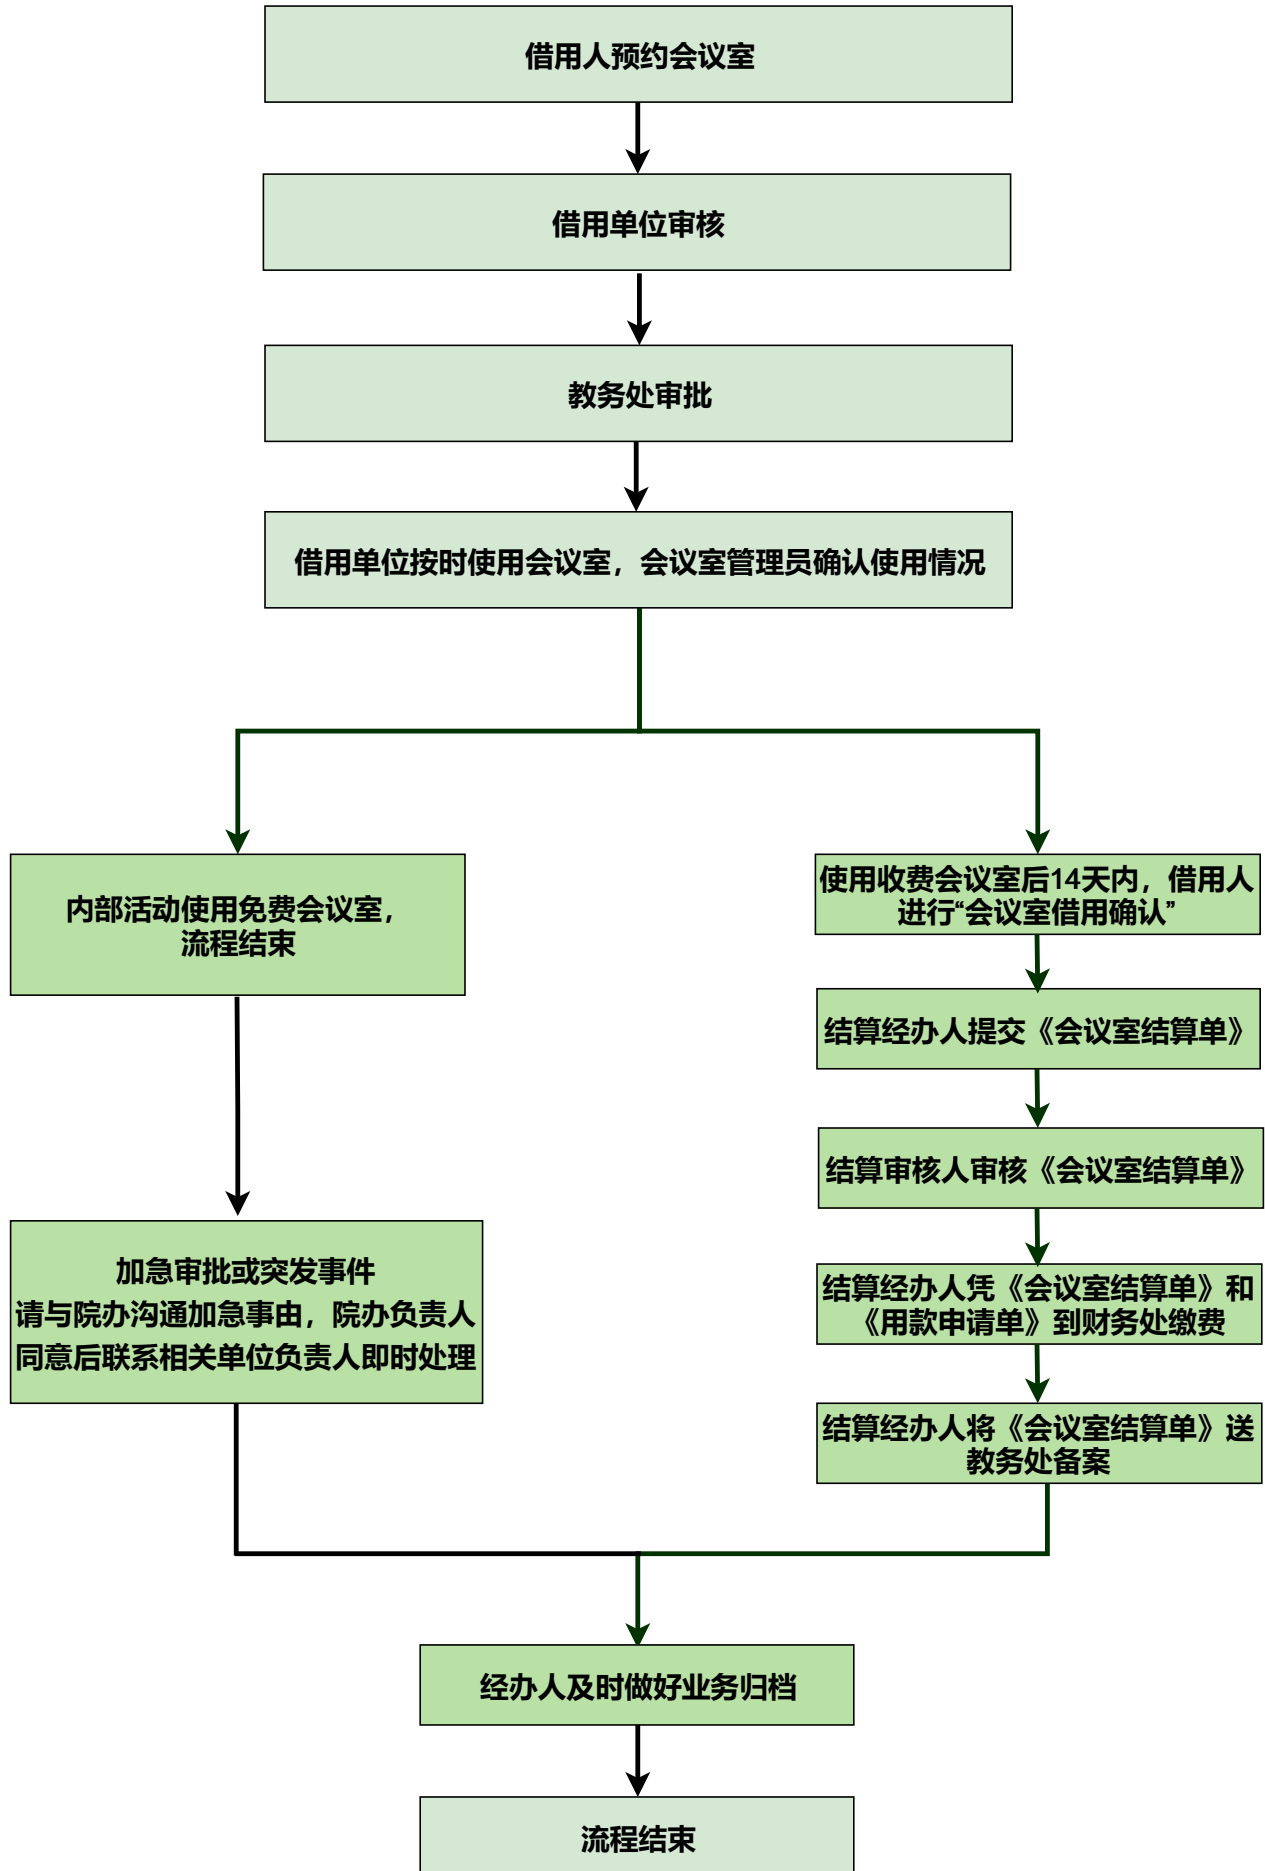 借用人预约会议室
借用单位审核
教务处审批
借用单位按时使用会议室，会议室管理员确认使用情况
内部活动使用免费会议室，
流程结束
加急审批或突发事件
请与院办沟通加急事由，院办负责人
同意后联系相关单位负责人即时处理
使用收费会议室后14天内，借用人
进行“会议室借用确认”
结算经办人提交《会议室结算单》
结算审核人审核《会议室结算单》
结算经办人凭《会议室结算单》和
《用款申请单》到财务处缴费
结算经办人将《会议室结算单》送
教务处备案
经办人及时做好业务归档
流程结束